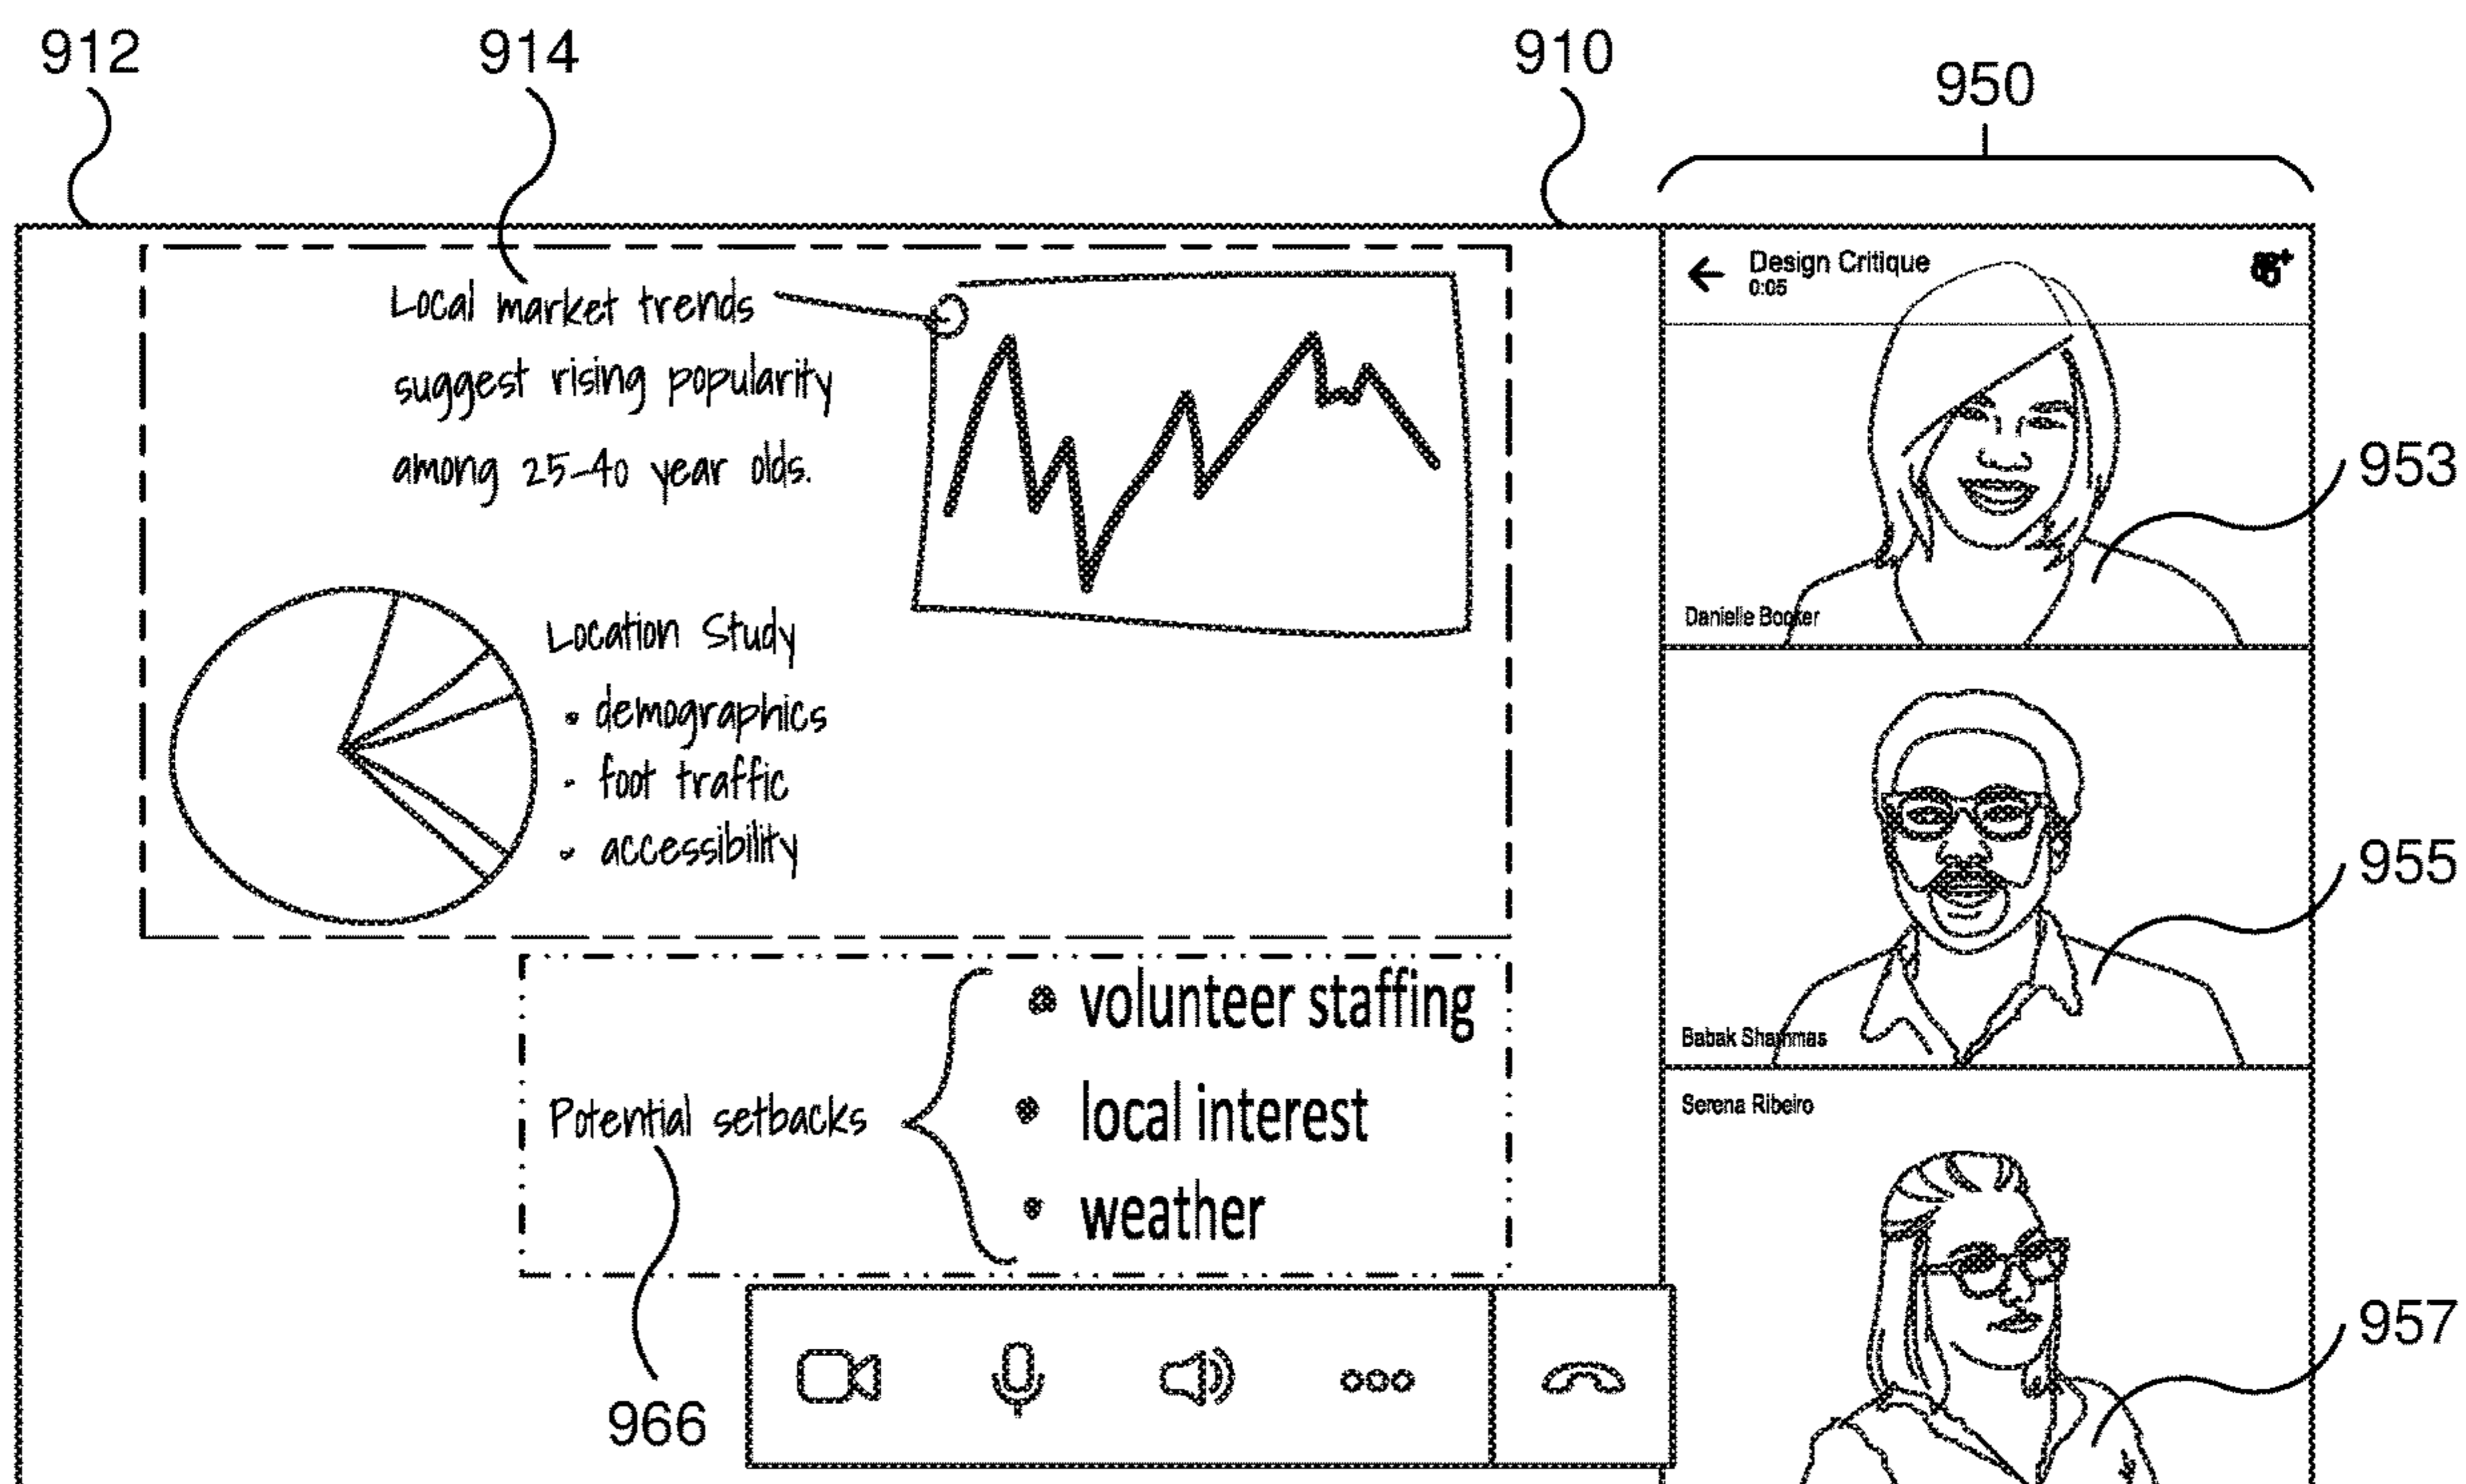 912
914
910
950
Local market trends
suggest rising popularity
among 25-40 year olds.
Location Study
• demographics
• foot traffic
• accessibility
Potential setbacks
• volunteer staffing
• local interest
• weather
966
Design Critique
0:05
Danielle Booker
953
Babak Shammas
955
Serena Ribeiro
957